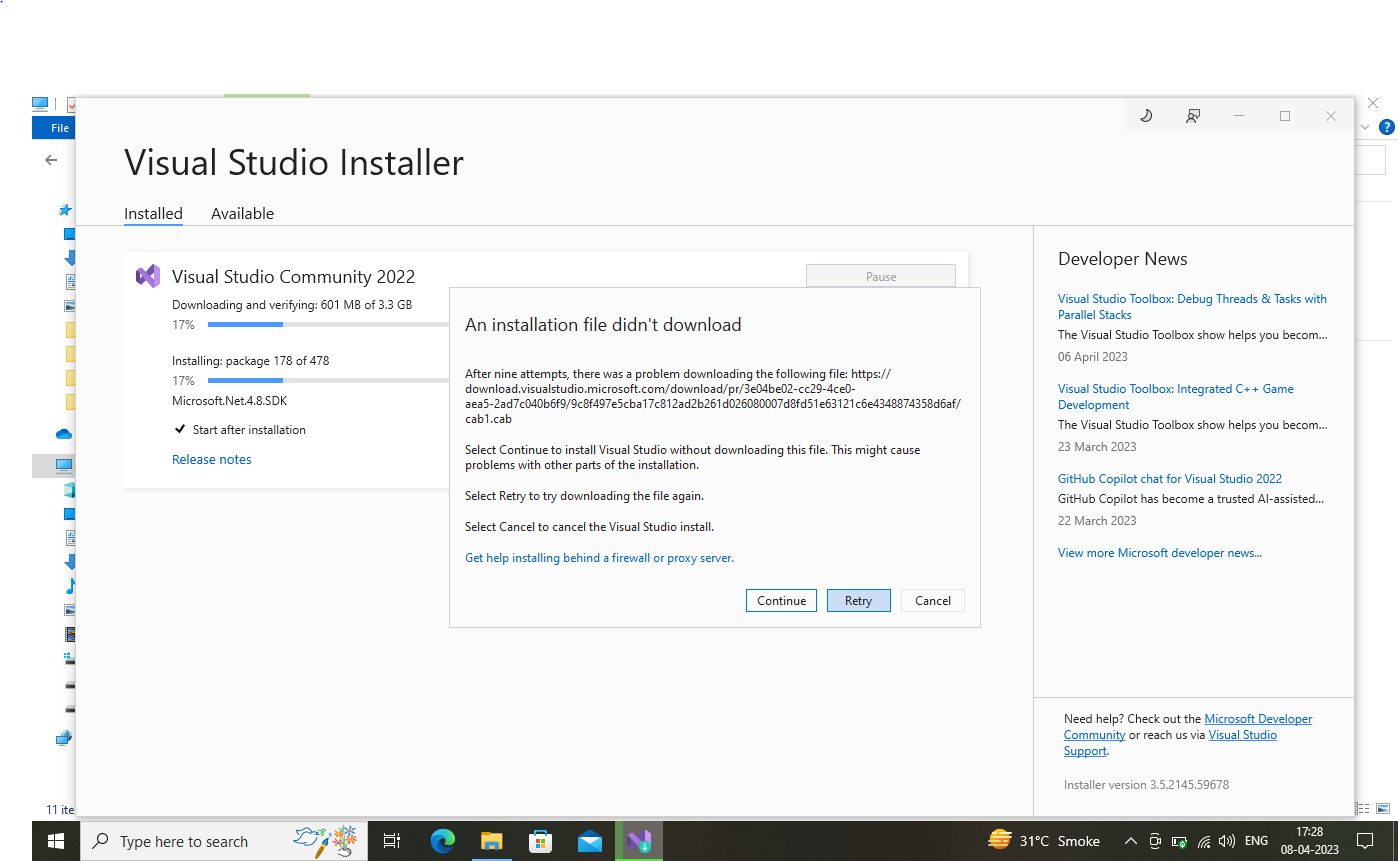 File
Visual Studio Installer
Installed
Available
Visual Studio Community 2022
Pause
Downloading and verifying: 601 MB of 3.3 GB
17%
Installing: package 178 of 478
17%
Microsoft.Net.4.8.SDK
Start after installation
Release notes
An installation file didn't download
After nine attempts, there was a problem downloading the following file: https://
download.visualstudio.microsoft.com/download/pr/3e04be02-cc29-4ce0-
aea5-2ad7c040b6f9/9c8f497e5cba17c812ad2b261d026080007d8fd51e63121c6e4348874358d6af/
cab1.cab
Select Continue to install Visual Studio without downloading this file. This might cause
problems with other parts of the installation.
Select Retry to try downloading the file again.
Select Cancel to cancel the Visual Studio install.
Get help installing behind a firewall or proxy server.
Continue
Retry
Cancel
Developer News
Visual Studio Toolbox: Debug Threads & Tasks with
Parallel Stacks
The Visual Studio Toolbox show helps you becom...
06 April 2023
Visual Studio Toolbox: Integrated C++ Game
Development
The Visual Studio Toolbox show helps you becom...
23 March 2023
GitHub Copilot chat for Visual Studio 2022
GitHub Copilot has become a trusted AI-assisted...
22 March 2023
View more Microsoft developer news...
Need help? Check out the Microsoft Developer
Community or reach us via Visual Studio
Support.
Installer version 3.5.2145.59678
11 ite
Type here to search
31°C Smoke
ENG
17:28
08-04-2023